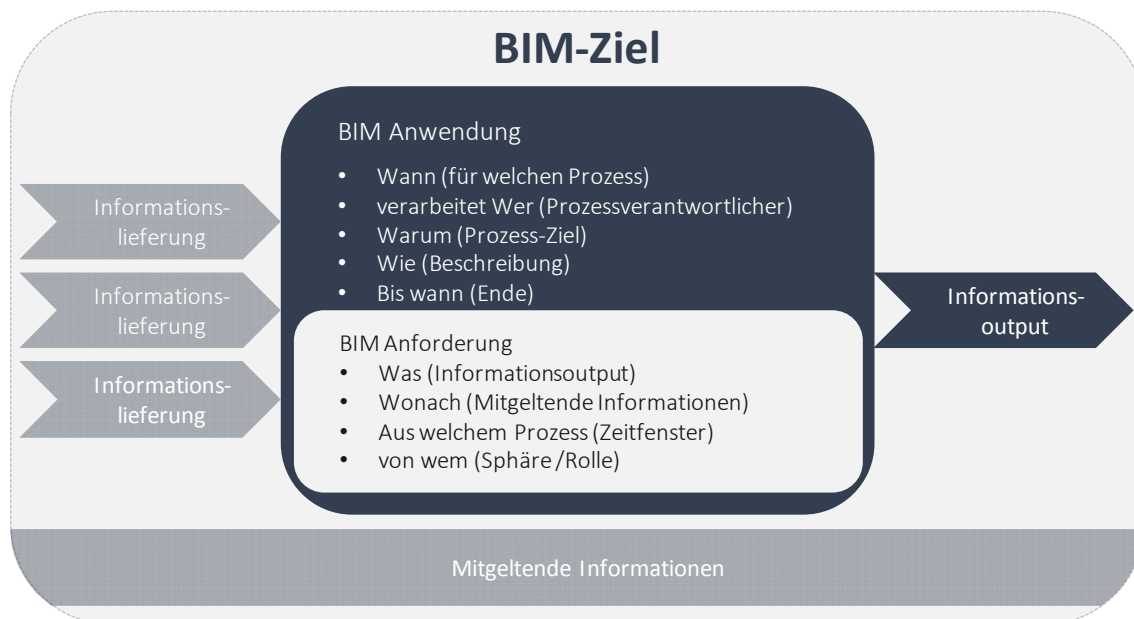 BIM-Ziel
BIM Anwendung
• Wann (für welchen Prozess)
• verarbeitet Wer (Prozessverantwortlicher)
• Warum (Prozess-Ziel)
• Wie (Beschreibung)
• Bis wann (Ende)
BIM Anforderung
• Was (Informationsoutput)
• Wonach (Mitgeltende Informationen)
• Aus welchem Prozess (Zeitfenster)
• von wem (Sphäre /Rolle)
Informations-
lieferung
Informations-
lieferung
Informations-
lieferung
Informations-
output
Mitgeltende Informationen